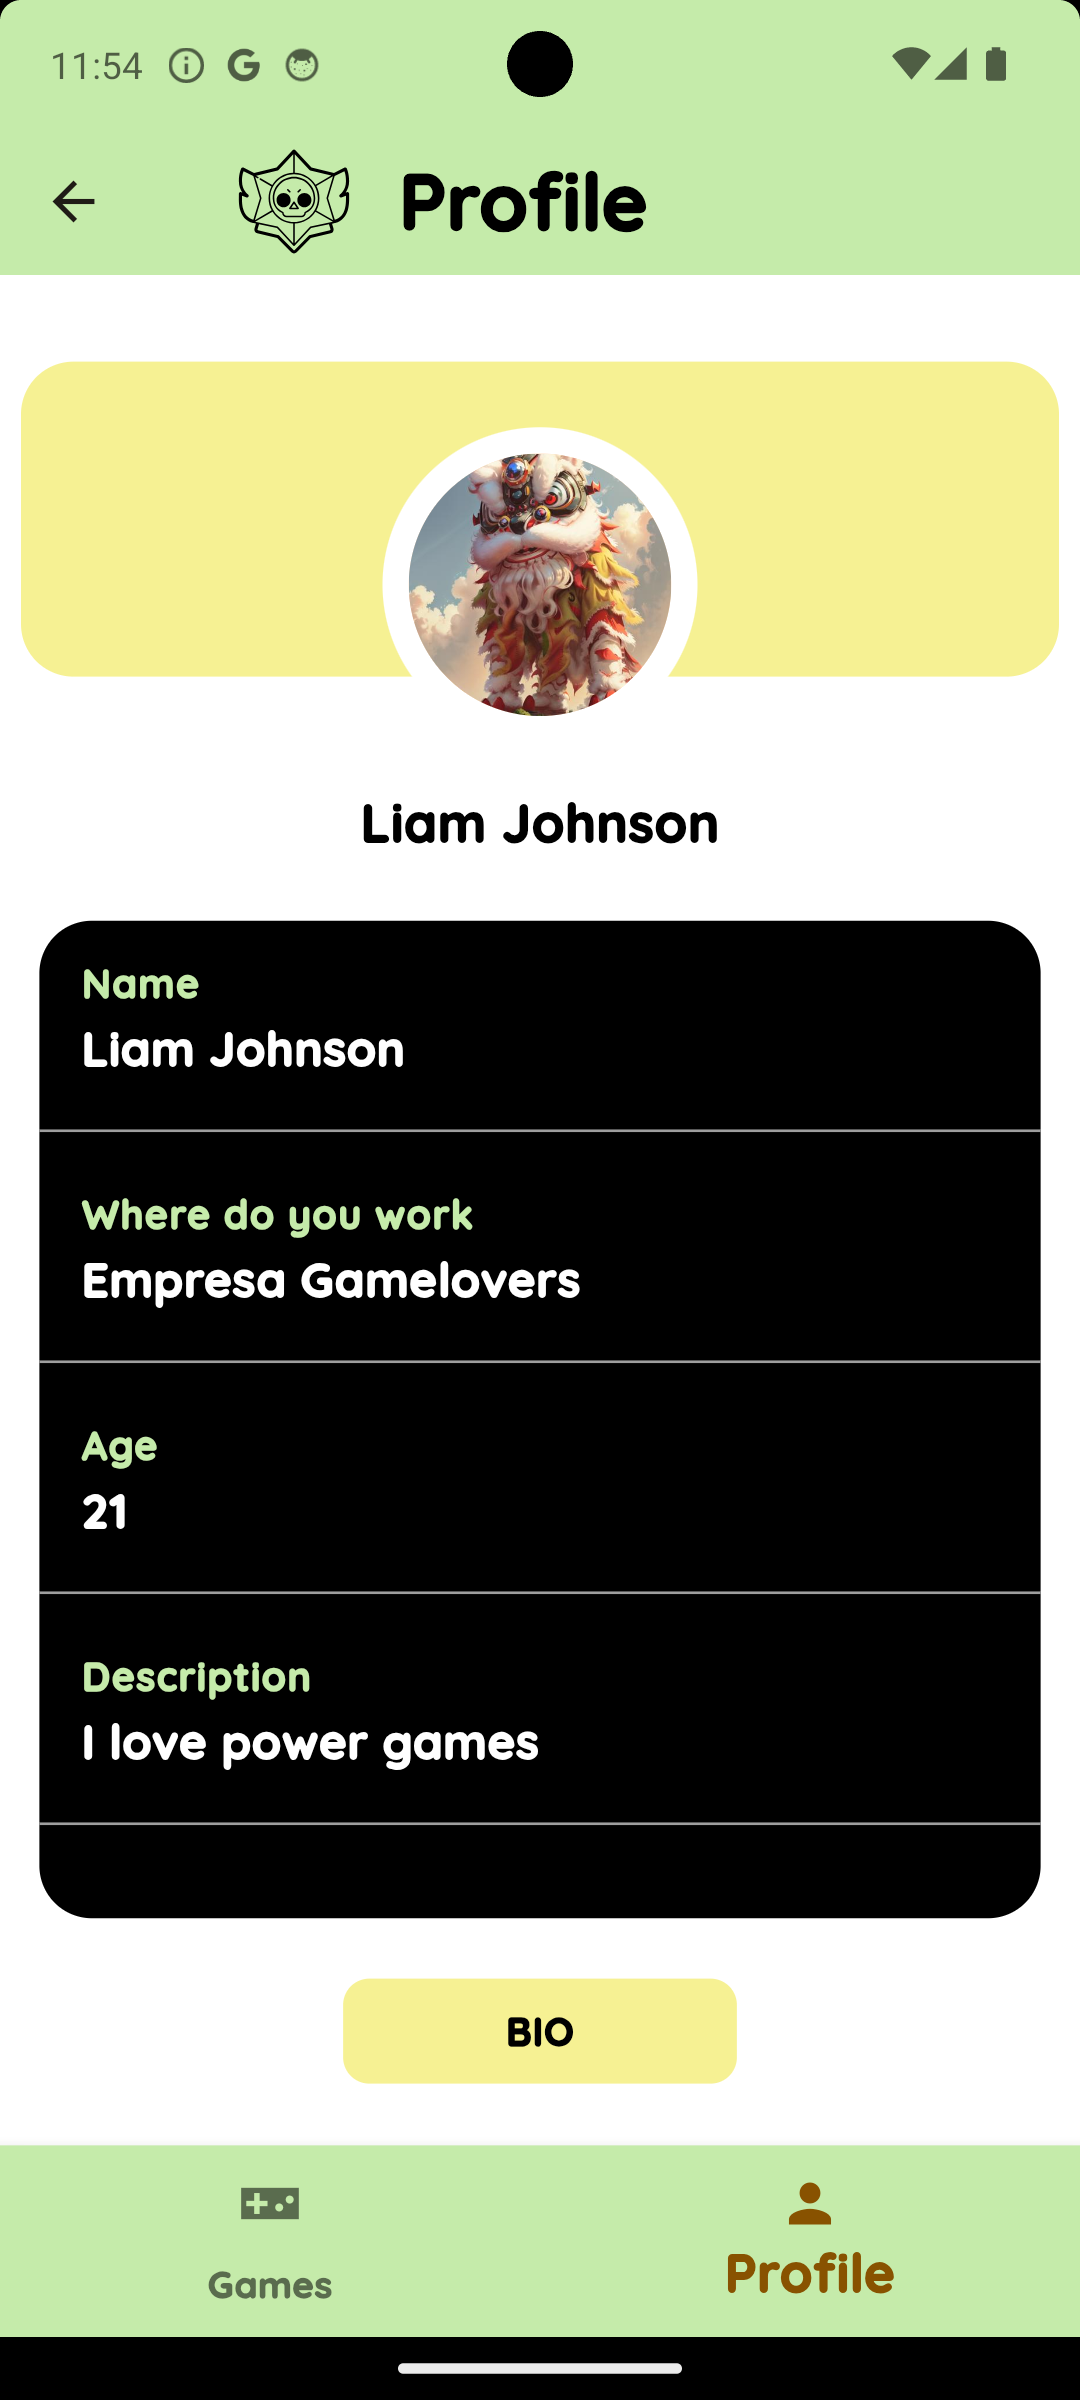 11:54
Profile
Liam Johnson
Name
Liam Johnson
Where do you work
Empresa Gamelovers
Age
21
Description
I love power games
BIO
Games
Profile